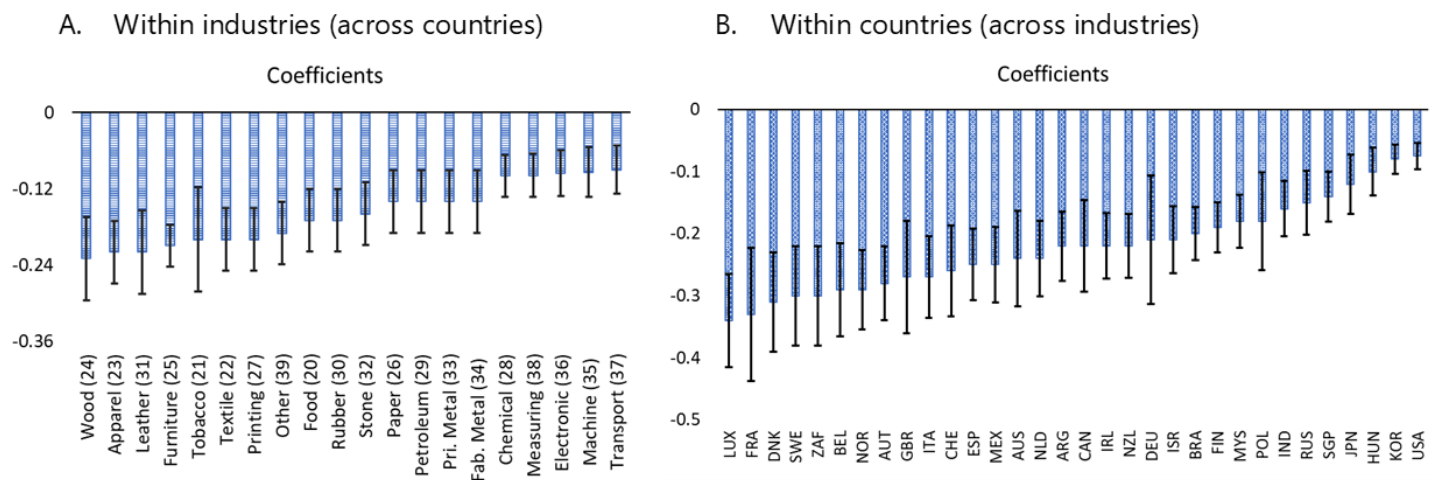 A. Within industries (across countries)
Coefficients
0
-0.12
-0.24
-0.36
Wood (24)
Apparel (23)
Leather (31)
Furniture (25)
Tobacco (21)
Textile (22)
Printing (27)
Other (39)
Food (20)
Rubber (30)
Stone (32)
Paper (26)
Petroleum (29)
Pri. Metal (33)
Fab. Metal (34)
Chemical (28)
Measuring (38)
Electronic (36)
Machine (35)
Transport (37)
B. Within countries (across industries)
Coefficients
0
-0.1
-0.2
-0.3
-0.4
-0.5
LUX
FRA
DNK
SWE
ZAF
BEL
NOR
AUT
GBR
ITA
CHE
ESP
MEX
AUS
NLD
ARG
CAN
IRL
NZL
DEU
ISR
BRA
FIN
MYS
POL
IND
RUS
SGP
JPN
HUN
KOR
USA